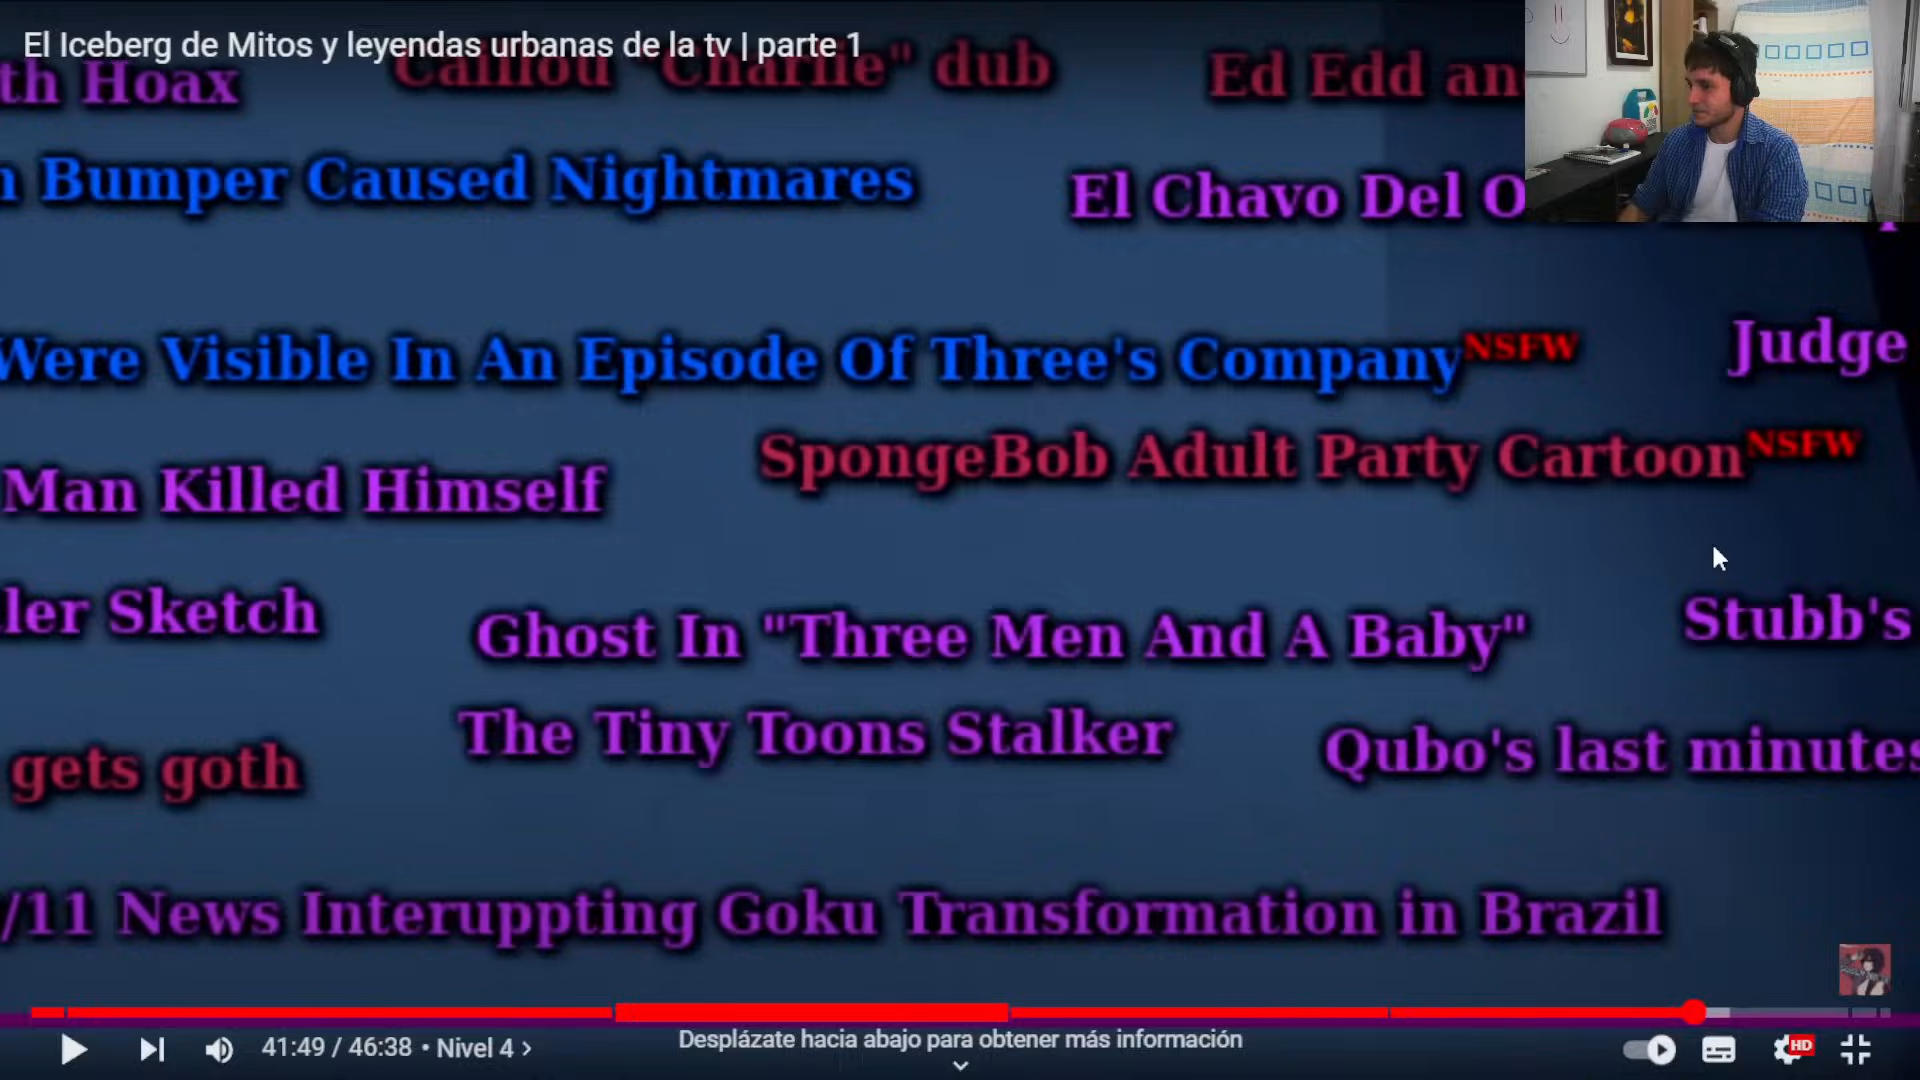 El Iceberg de Mitos y leyendas urbanas de la tv | parte 1
th Hoax
Caillou "Charlie" dub
Ed Edd an
n Bumper Caused Nightmares
El Chavo Del O
Were Visible In An Episode Of Three's Company NSFW
Judge
Man Killed Himself
SpongeBob Adult Party Cartoon NSFW
ler Sketch
Ghost In "Three Men And A Baby"
Stubb's
gets goth
The Tiny Toons Stalker
Qubo's last minutes
/11 News Interuppting Goku Transformation in Brazil
41:49 / 46:38 • Nivel 4 ›
Desplázate hacia abajo para obtener más información
HD